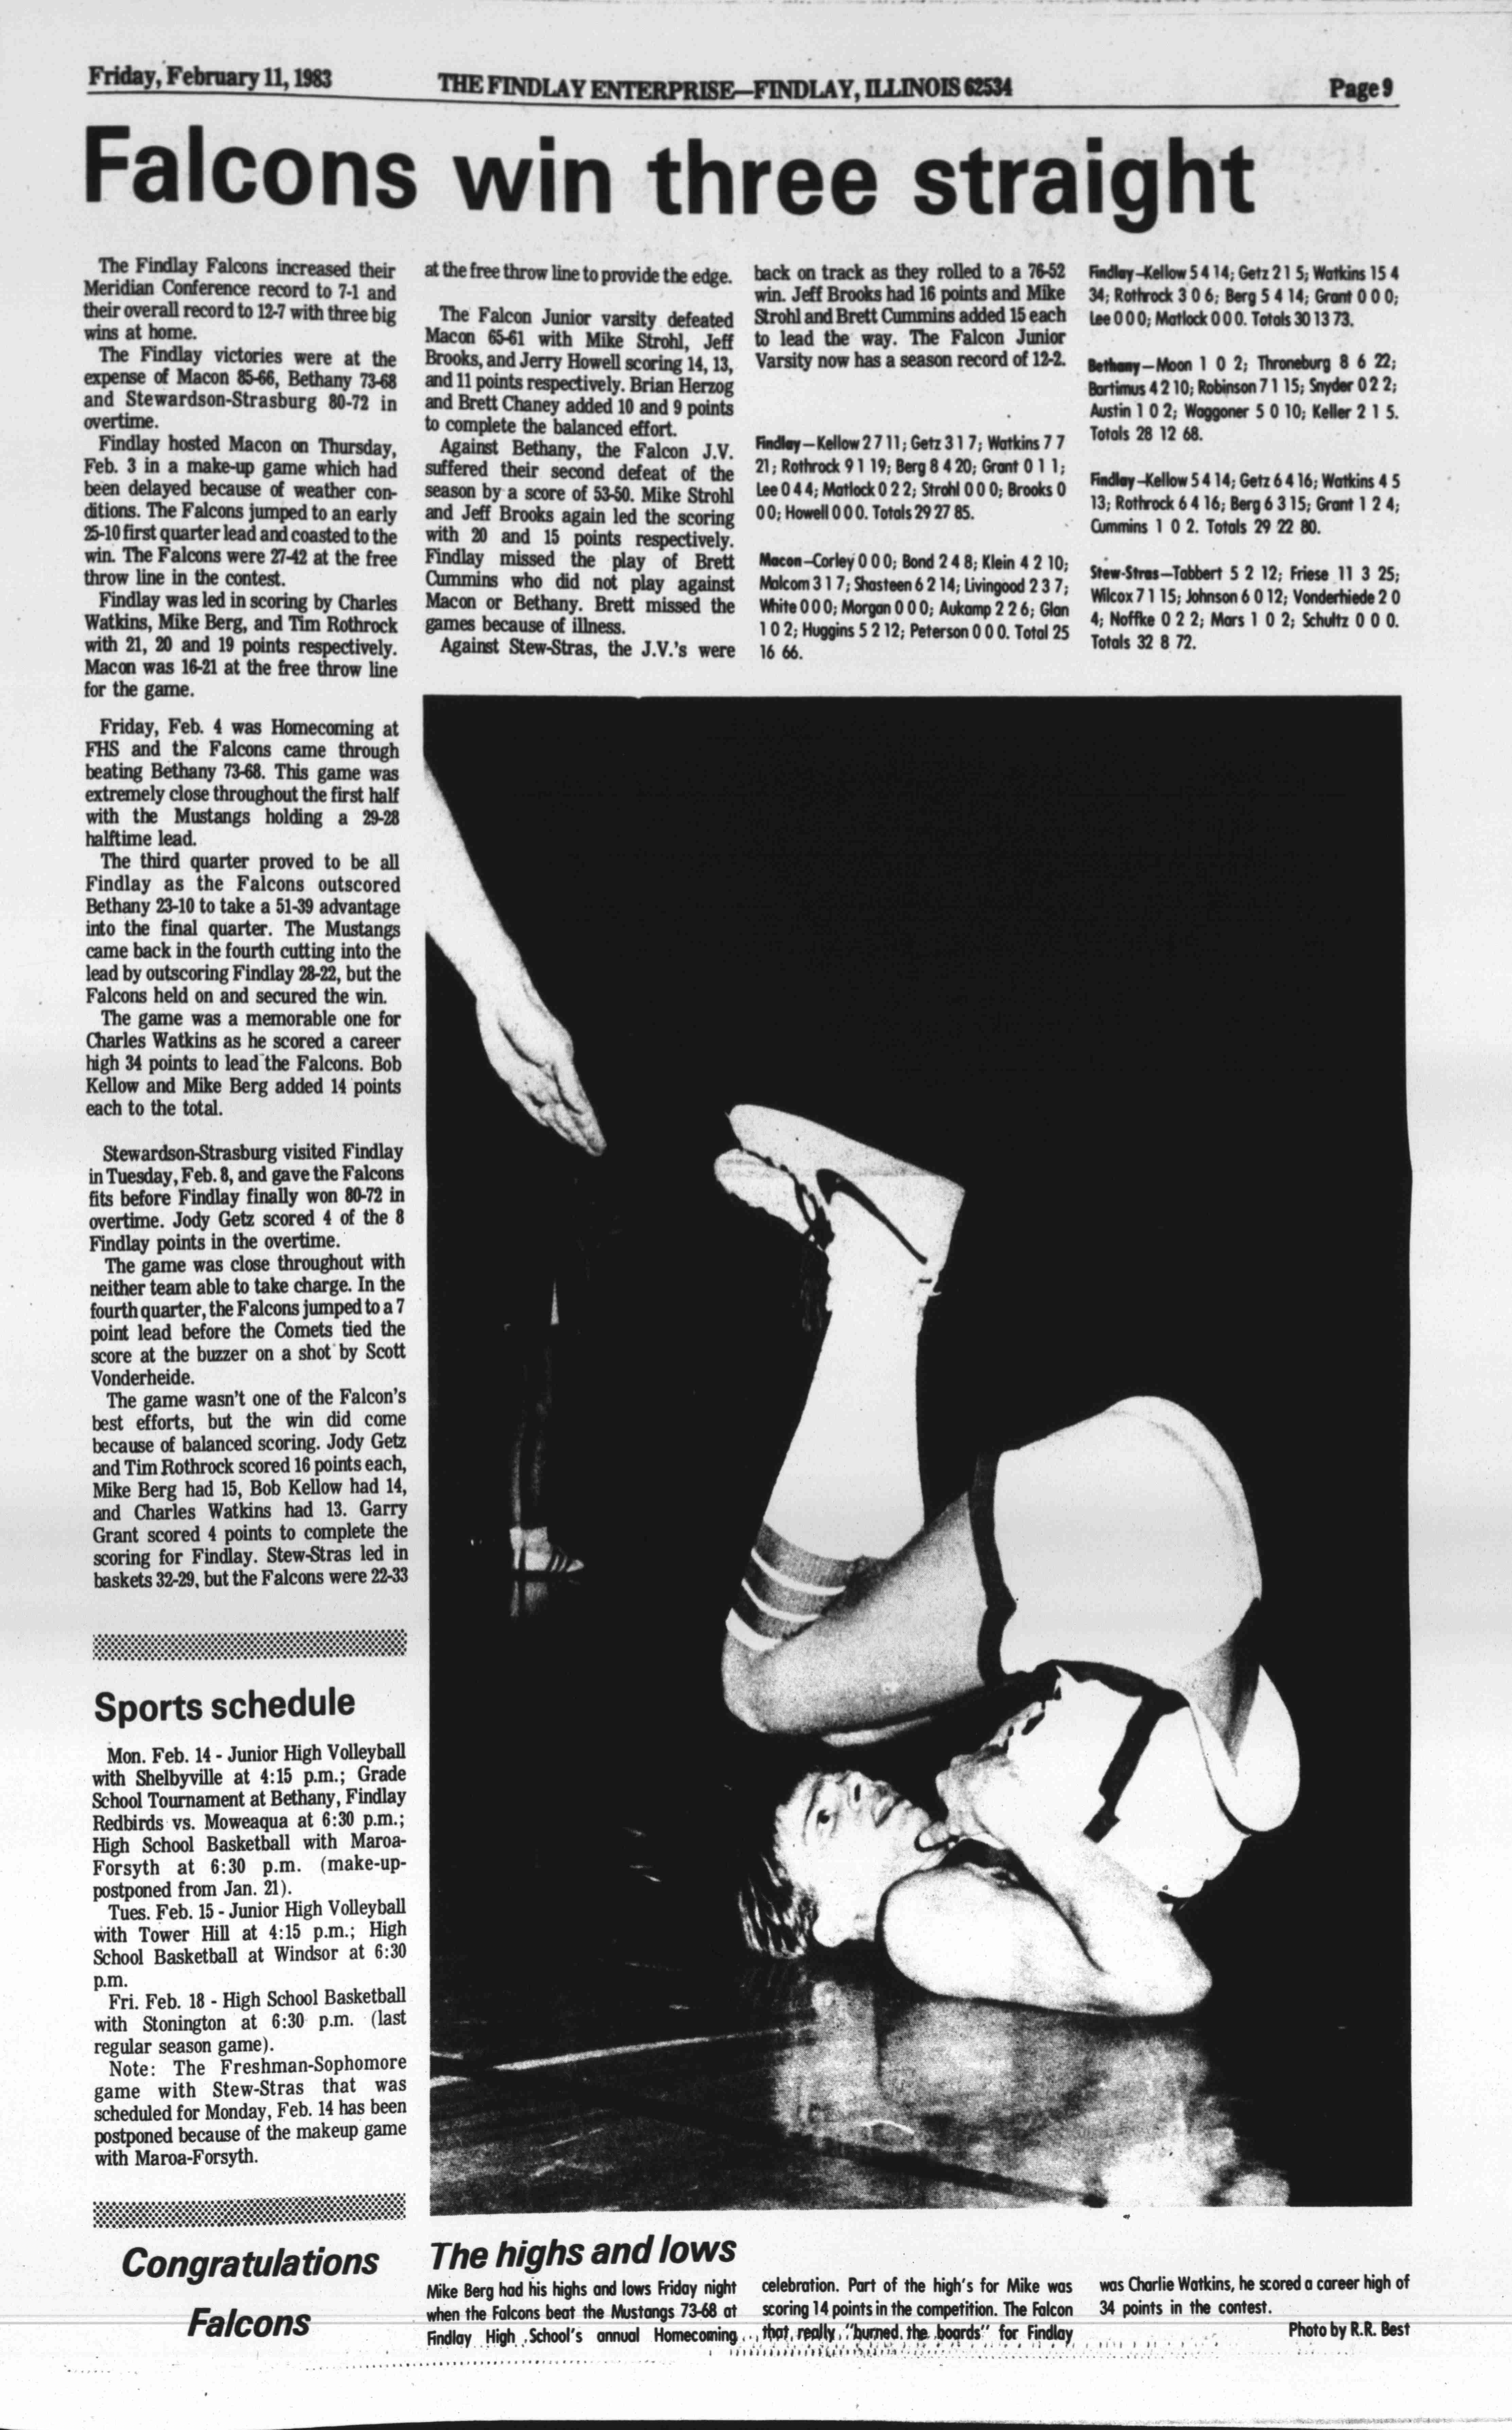 Friday, February 11, 1983
THE FINDLAY ENTERPRISE—FINDLAY, ILLINOIS 62534
Page 9
Falcons win three straight
The Findlay Falcons increased their
Meridian Conference record to 7-1 and
their overall record to 12-7 with three big
wins at home.
The Findlay victories were at the
expense of Macon 85-66, Bethany 73-68
and Stewardson-Strasburg 80-72 in
overtime.
Findlay hosted Macon on Thursday,
Feb. 3 in a make-up game which had
been delayed because of weather con-
ditions. The Falcons jumped to an early
25-10 first quarter lead and coasted to the
win. The Falcons were 27-42 at the free
throw line in the contest.
Findlay was led in scoring by Charles
Watkins, Mike Berg, and Tim Rothrock
with 21, 20 and 19 points respectively.
Macon was 16-21 at the free throw line
for the game.
Friday, Feb. 4 was Homecoming at
FHS and the Falcons came through
beating Bethany 73-68. This game was
extremely close throughout the first half
with the Mustangs holding a 29-28
halftime lead.
The third quarter proved to be all
Findlay as the Falcons outscored
Bethany 23-10 to take a 51-39 advantage
into the final quarter. The Mustangs
came back in the fourth cutting into the
lead by outscoring Findlay 28-22, but the
Falcons held on and secured the win.
The game was a memorable one for
Charles Watkins as he scored a career
high 34 points to lead the Falcons. Bob
Kellow and Mike Berg added 14 points
each to the total.
Stewardson-Strasburg visited Findlay
in Tuesday, Feb. 8, and gave the Falcons
fits before Findlay finally won 80-72 in
overtime. Jody Getz scored 4 of the 8
Findlay points in the overtime.
The game was close throughout with
neither team able to take charge. In the
fourth quarter, the Falcons jumped to a 7
point lead before the Comets tied the
score at the buzzer on a shot by Scott
Vonderheide.
The game wasn't one of the Falcon's
best efforts, but the win did come
because of balanced scoring. Jody Getz
and Tim Rothrock scored 16 points each,
Mike Berg had 15, Bob Kellow had 14,
and Charles Watkins had 13. Garry
Grant scored 4 points to complete the
scoring for Findlay. Stew-Stras led in
baskets 32-29, but the Falcons were 22-33
at the free throw line to provide the edge.
The Falcon Junior varsity defeated
Macon 65-61 with Mike Strohl, Jeff
Brooks, and Jerry Howell scoring 14, 13,
and 11 points respectively. Brian Herzog
and Brett Chaney added 10 and 9 points
to complete the balanced effort.
Against Bethany, the Falcon J.V.
suffered their second defeat of the
season by a score of 53-50. Mike Strohl
and Jeff Brooks again led the scoring
with 20 and 15 points respectively.
Findlay missed the play of Brett
Cummins who did not play against
Macon or Bethany. Brett missed the
games because of illness.
Against Stew-Stras, the J.V.'s were
back on track as they rolled to a 76-52
win. Jeff Brooks had 16 points and Mike
Strohl and Brett Cummins added 15 each
to lead the way. The Falcon Junior
Varsity now has a season record of 12-2.
Findlay—Kellow 2 7 11; Getz 3 1 7; Watkins 7 7
21; Rothrock 9 1 19; Berg 8 4 20; Grant 0 1 1;
Lee 0 4 4; Matlock 0 2 2; Strohl 0 0 0; Brooks 0
0 0; Howell 0 0 0. Totals 29 27 85.
Macon—Corley 0 0 0; Bond 2 4 8; Klein 4 2 10;
Malcom 3 1 7; Shasteen 6 2 14; Livingood 2 3 7;
White 0 0 0; Morgan 0 0 0; Aukamp 2 2 6; Glan
1 0 2; Huggins 5 2 12; Peterson 0 0 0. Total 25
16 66.
Findlay—Kellow 5 4 14; Getz 2 1 5; Watkins 15 4
34; Rothrock 3 0 6; Berg 5 4 14; Grant 0 0 0;
Lee 0 0 0; Matlock 0 0 0. Totals 30 13 73.
Bethany—Moon 1 0 2; Throneburg 8 6 22;
Bartimus 4 2 10; Robinson 7 1 15; Snyder 0 2 2;
Austin 1 0 2; Waggoner 5 0 10; Keller 2 1 5.
Totals 28 12 68.
Findlay—Kellow 5 4 14; Getz 6 4 16; Watkins 4 5
13; Rothrock 6 4 16; Berg 6 3 15; Grant 1 2 4;
Cummins 1 0 2. Totals 29 22 80.
Stew-Stras—Tabbert 5 2 12; Friese 11 3 25;
Wilcox 7 1 15; Johnson 6 0 12; Vonderhiede 2 0
4; Noffke 0 2 2; Mars 1 0 2; Schultz 0 0 0.
Totals 32 8 72.
Sports schedule
Mon. Feb. 14 - Junior High Volleyball
with Shelbyville at 4:15 p.m.; Grade
School Tournament at Bethany, Findlay
Redbirds vs. Moweaqua at 6:30 p.m.;
High School Basketball with Maroa-
Forsyth at 6:30 p.m. (make-up-
postponed from Jan. 21).
Tues. Feb. 15 - Junior High Volleyball
with Tower Hill at 4:15 p.m.; High
School Basketball at Windsor at 6:30
p.m.
Fri. Feb. 18 - High School Basketball
with Stonington at 6:30 p.m. (last
regular season game).
Note: The Freshman-Sophomore
game with Stew-Stras that was
scheduled for Monday, Feb. 14 has been
postponed because of the makeup game
with Maroa-Forsyth.
Congratulations
Falcons
The highs and lows
Mike Berg had his highs and lows Friday night
when the Falcons beat the Mustangs 73-68 at
Findlay High School's annual Homecoming
celebration. Part of the high's for Mike was
scoring 14 points in the competition. The Falcon
that really "burned the boards" for Findlay
was Charlie Watkins, he scored a career high of
34 points in the contest.
Photo by R.R. Best